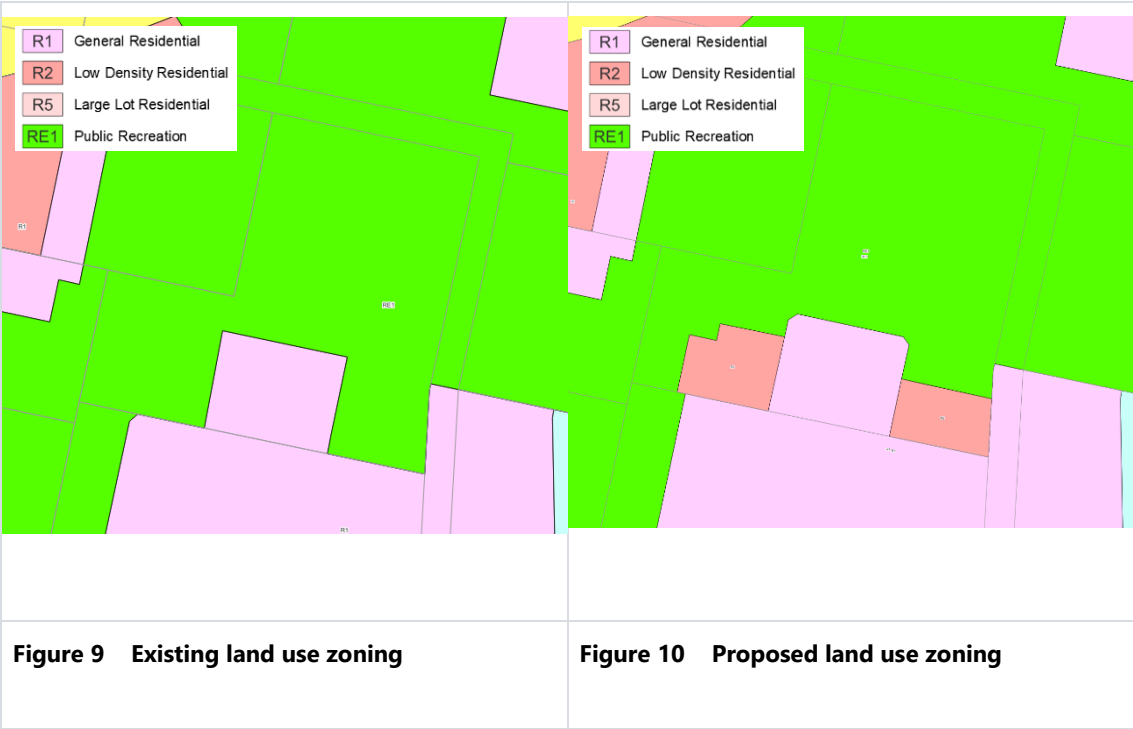 R1 General Residential
R2 Low Density Residential
R5 Large Lot Residential
RE1 Public Recreation
R1
RE1
R1
Figure 9 Existing land use zoning
R1 General Residential
R2 Low Density Residential
R5 Large Lot Residential
RE1 Public Recreation
Figure 10 Proposed land use zoning